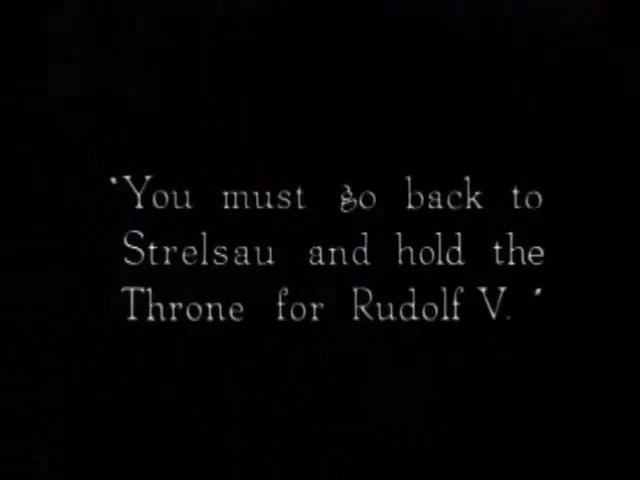 "You must go back to
Strelsau and hold the
Throne for Rudolf V. "